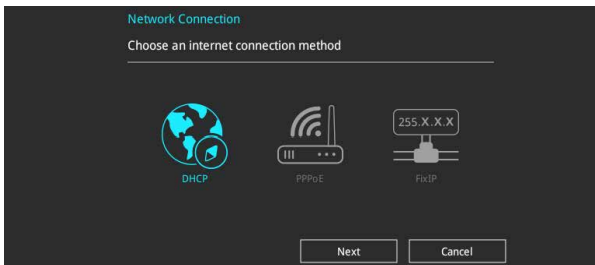 Network Connection
Choose an internet connection method
255.X.X.X
DHCP PPPoE FixIP
Next Cancel